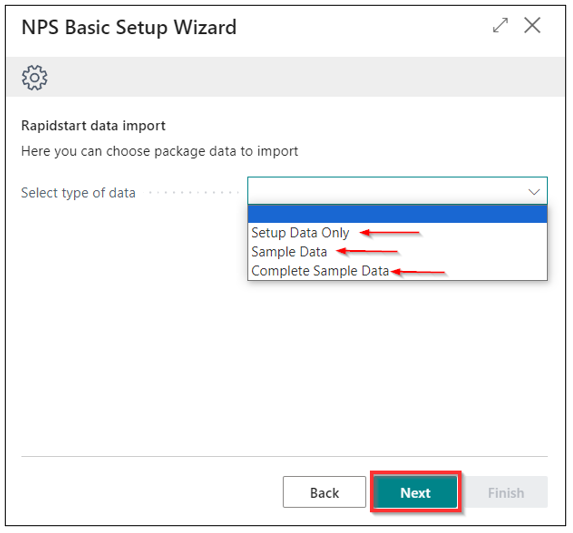 NPS Basic Setup Wizard
Rapidstart data import
Here you can choose package data to import
Select type of data
Setup Data Only
Sample Data
Complete Sample Data
Back Next Finish